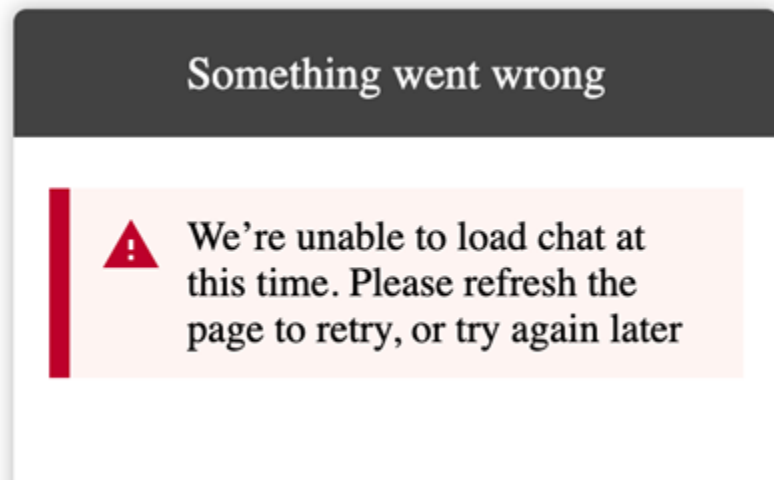 Something went wrong
We’re unable to load chat at
this time. Please refresh the
page to retry, or try again later